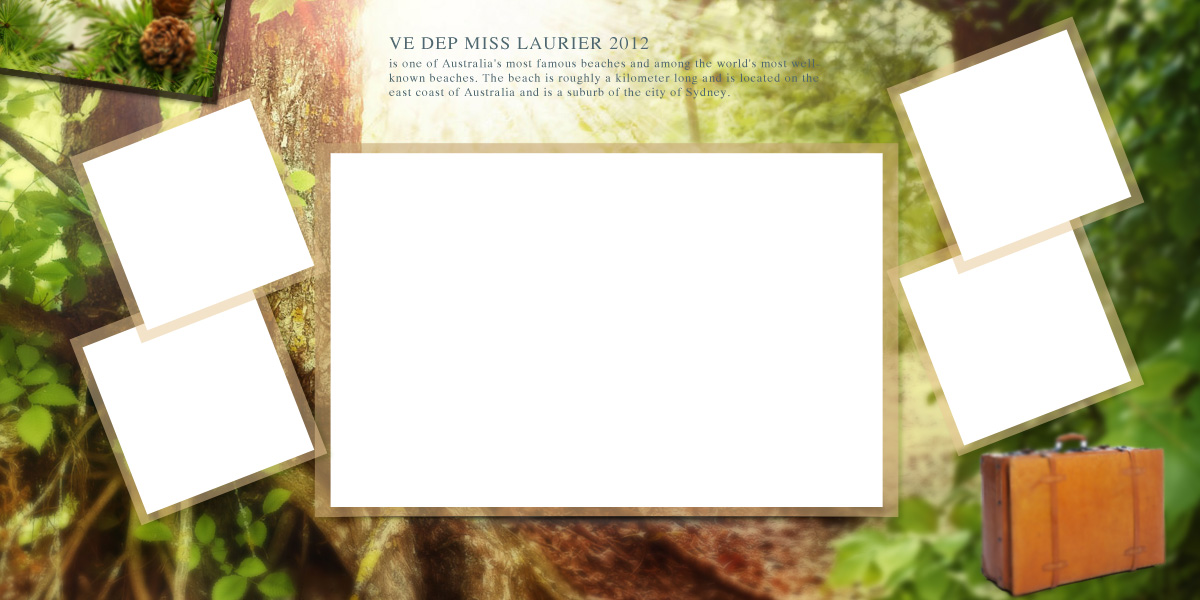 VE DEP MISS LAURIER 2012
is one of Australia's most famous beaches and among the world's most well-
known beaches. The beach is roughly a kilometer long and is located on the
east coast of Australia and is a suburb of the city of Sydney.